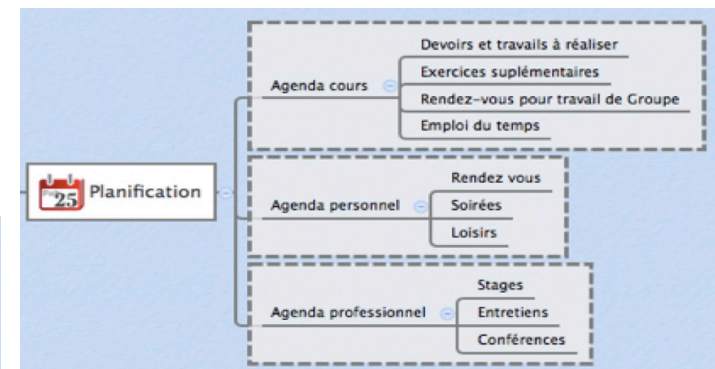 Planification
25
Agenda cours
Devoirs et travails à réaliser
Exercices suplémentaires
Rendez-vous pour travail de Groupe
Emploi du temps
Agenda personnel
Rendez vous
Soirées
Loisirs
Agenda professionnel
Stages
Entretiens
Conférences